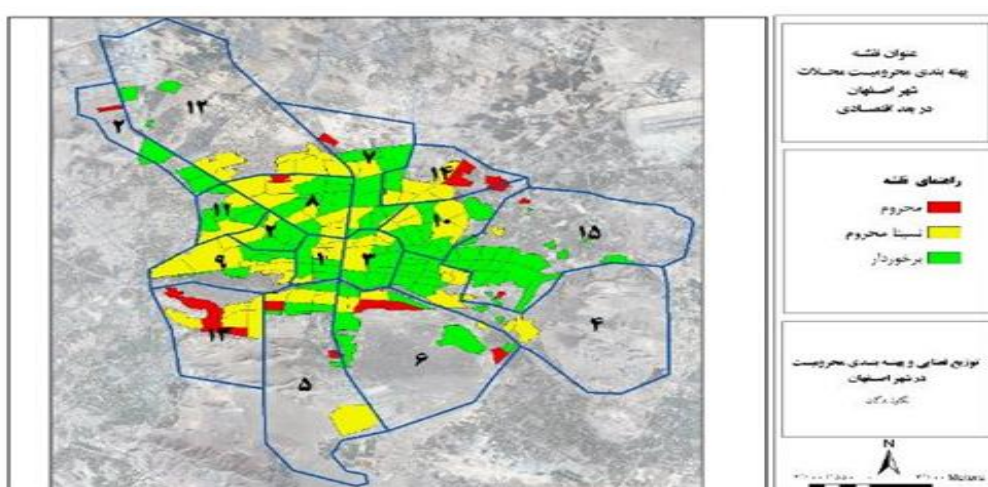 عنوان نقشه
پهنه بندی محرومیت محلات
شهر اصفهان
در بعد اقتصادی
راهنمای نقشه
محروم
نسبتا محروم
برخوردار
توزیع فضایی و پهنه بندی محرومیت
در شهر اصفهان
N
Meters
۱۲
۲
۷
۱۴
۸
۱۱
۲
۱۰
۱۵
۹
۱
۳
۴
۱۳
۵
۶